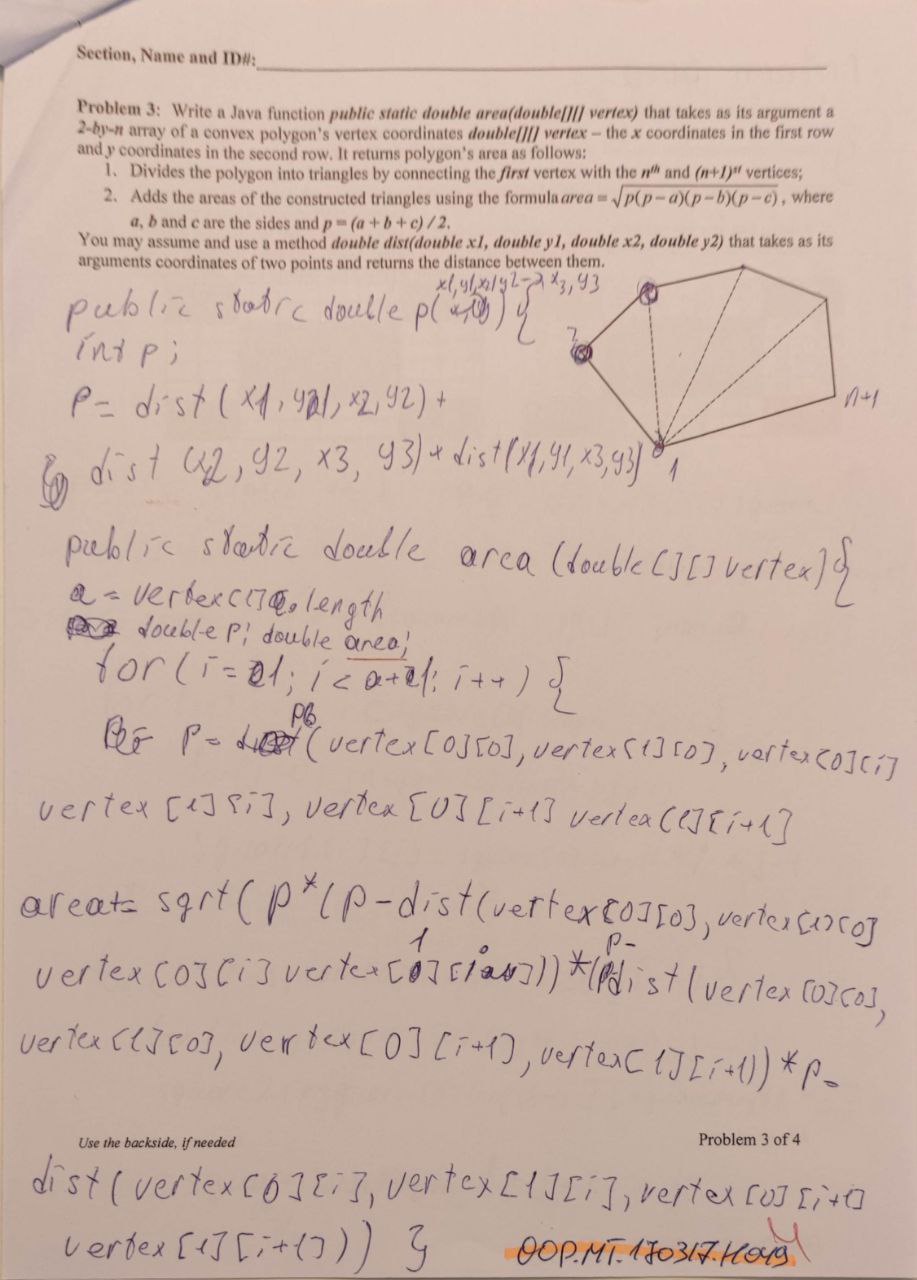 Section, Name and ID#:
Problem 3: Write a Java function public static double area(double[][] vertex) that takes as its argument a
2-by-n array of a convex polygon's vertex coordinates double[][] vertex – the x coordinates in the first row
and y coordinates in the second row. It returns polygon's area as follows:
1. Divides the polygon into triangles by connecting the first vertex with the nth and (n+1)st vertices;
2. Adds the areas of the constructed triangles using the formula area = √p(p−a)(p−b)(p−c), where
a, b and c are the sides and p = (a + b + c) / 2.
You may assume and use a method double dist(double x1, double y1, double x2, double y2) that takes as its
arguments coordinates of two points and returns the distance between them.
x1,y1,x2,y2 x3,y3
public static double p( ) {
int p;
2
P= dist (x1, y1, x2, y2) +
n+1
dist (x2, y2, x3, y3) + dist(x1,y1,x3,y3)
1
public static double area (double[][] vertex){
a = vertex[1].length
double p; double area;
for (i = 1; i < a+1; i++) {
P= (vertex[0][0], vertex[1][0], vertex[0][i]
vertex [1][i], vertex [0][i+1] vertex[1][i+1]
area+= sqrt(p*(p-dist(vertex[0][0], vertex[1][0]
1 p-
vertex [0][i] vertex [ ][i]))*( dist (vertex [0][0],
vertex [1][0], vertex [0][i+1], vertex[1][i+1))*p-
Use the backside, if needed
Problem 3 of 4
dist (vertex[0][i], vertex[1][i], vertex [0][i+1]
vertex [1][i+1])) }
OOP.MT.170317.H049